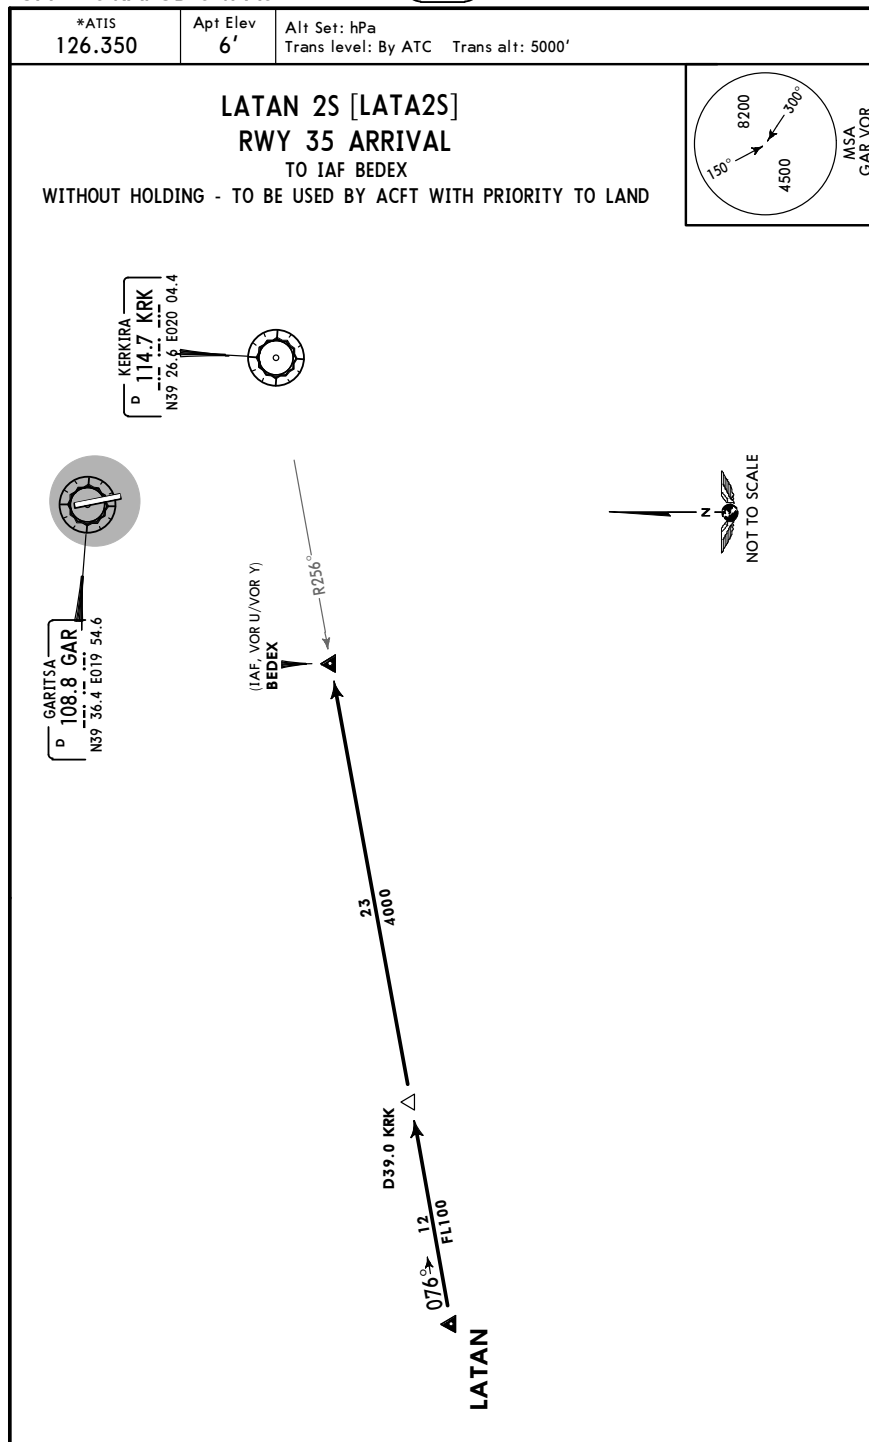 *ATIS
126.350
Apt Elev
6'
Alt Set: hPa
Trans level: By ATC Trans alt: 5000'
LATAN 2S [LATA2S]
RWY 35 ARRIVAL
TO IAF BEDEX
WITHOUT HOLDING - TO BE USED BY ACFT WITH PRIORITY TO LAND
8200
300°
150°
4500
MSA
GAR VOR
KERKIRA
D 114.7 KRK
N39 26.6 E020 04.4
GARITSA
D 108.8 GAR
N39 36.4 E019 54.6
R256°
(IAF, VOR U/VOR Y)
BEDEX
N
NOT TO SCALE
23
4000
D39.0 KRK
12
FL100
076°
LATAN